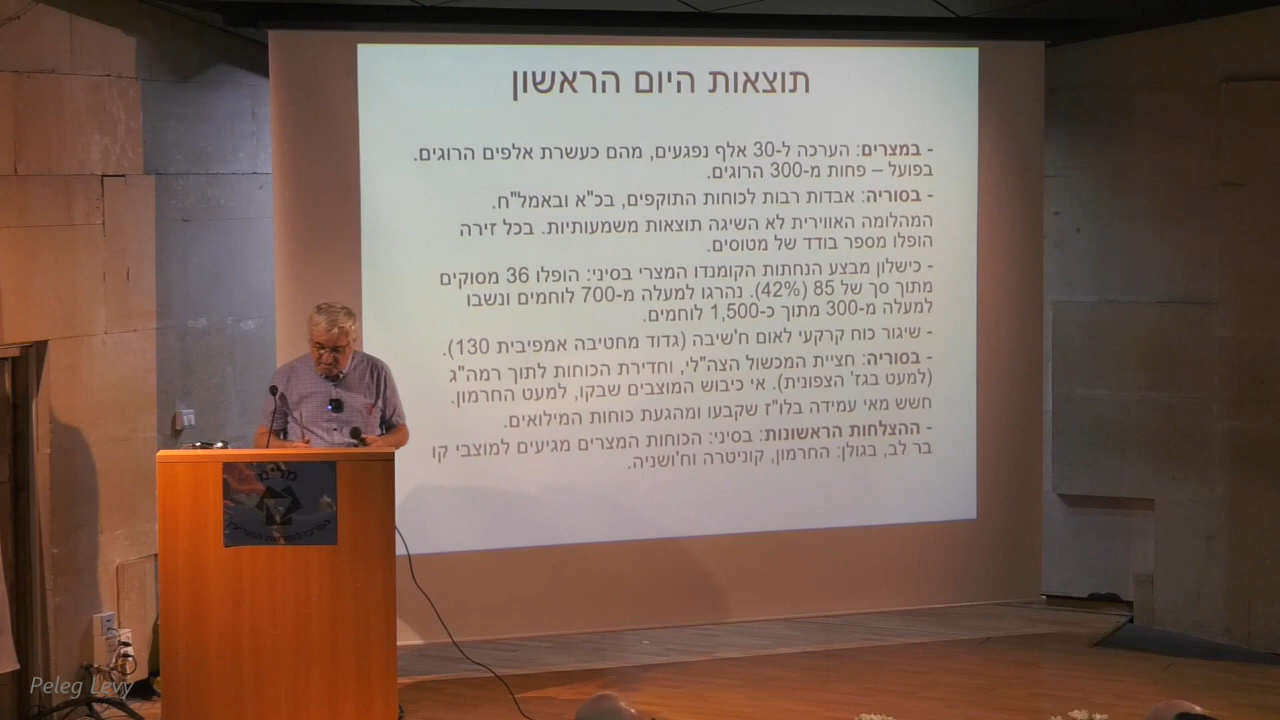 תוצאות היום הראשון
- במצרים: הערכה ל-30 אלף נפגעים, מהם כעשרת אלפים הרוגים.
בפועל – פחות מ-300 הרוגים.
- בסוריה: אבדות רבות לכוחות התוקפים, בכ"א ובאמל"ח.
המהלומה האווירית לא השיגה תוצאות משמעותיות. בכל זירה
הופלו מספר בודד של מטוסים.
- כישלון מבצע הנחתות הקומנדו המצרי בסיני: הופלו 36 מסוקים
מתוך סך של 85 (42%). נהרגו למעלה מ-700 לוחמים ונשבו
למעלה מ-300 מתוך כ-1,500 לוחמים.
- שיגור כוח קרקעי לאום ח'שיבה (גדוד מחטיבה אמפיבית 130).
- בסוריה: חציית המכשול הצה"לי, וחדירת הכוחות לתוך רמה"ג
(למעט בגז' הצפונית). אי כיבוש המוצבים שבקו, למעט החרמון.
חשש מאי עמידה בלו"ז שקבעו ומהגעת כוחות המילואים.
- ההצלחות הראשונות: בסיני: הכוחות המצרים מגיעים למוצבי קו
בר לב, בגולן: החרמון, קוניטרה וח'ושניה.
Peleg Levy